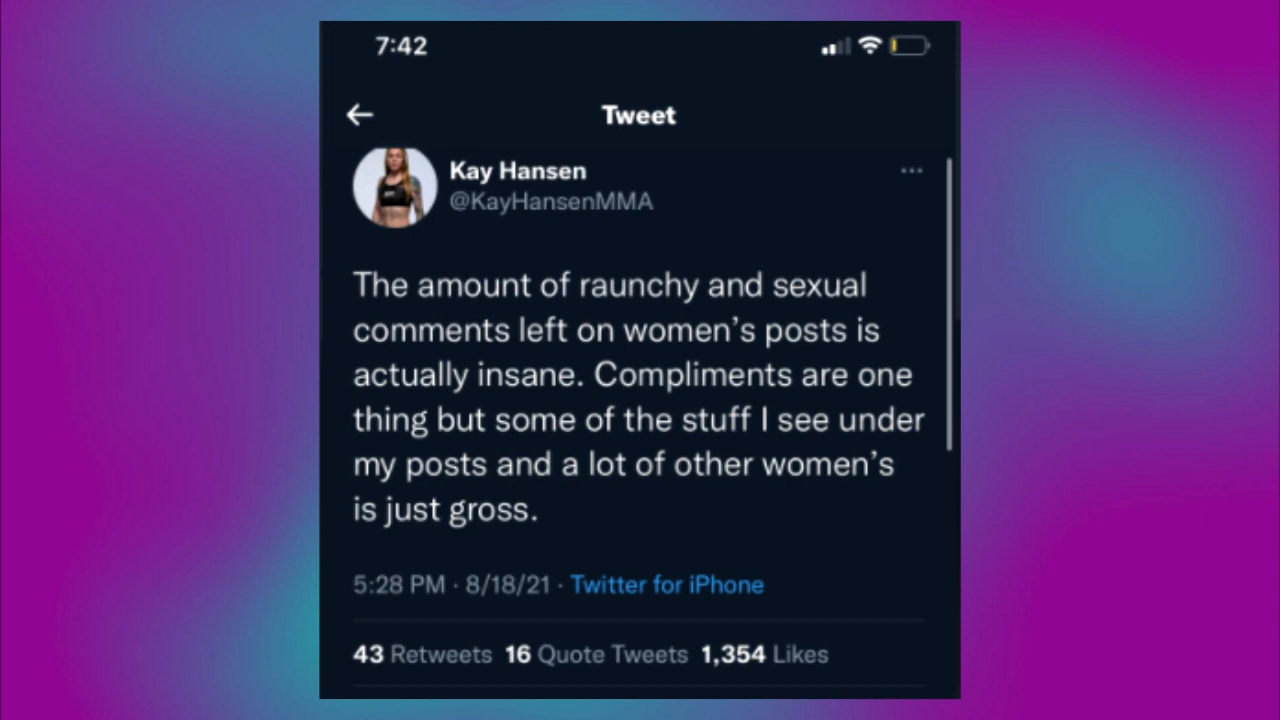 7:42
Tweet
Kay Hansen
@KayHansenMMA
The amount of raunchy and sexual
comments left on women’s posts is
actually insane. Compliments are one
thing but some of the stuff I see under
my posts and a lot of other women’s
is just gross.
5:28 PM · 8/18/21 · Twitter for iPhone
43 Retweets 16 Quote Tweets 1,354 Likes